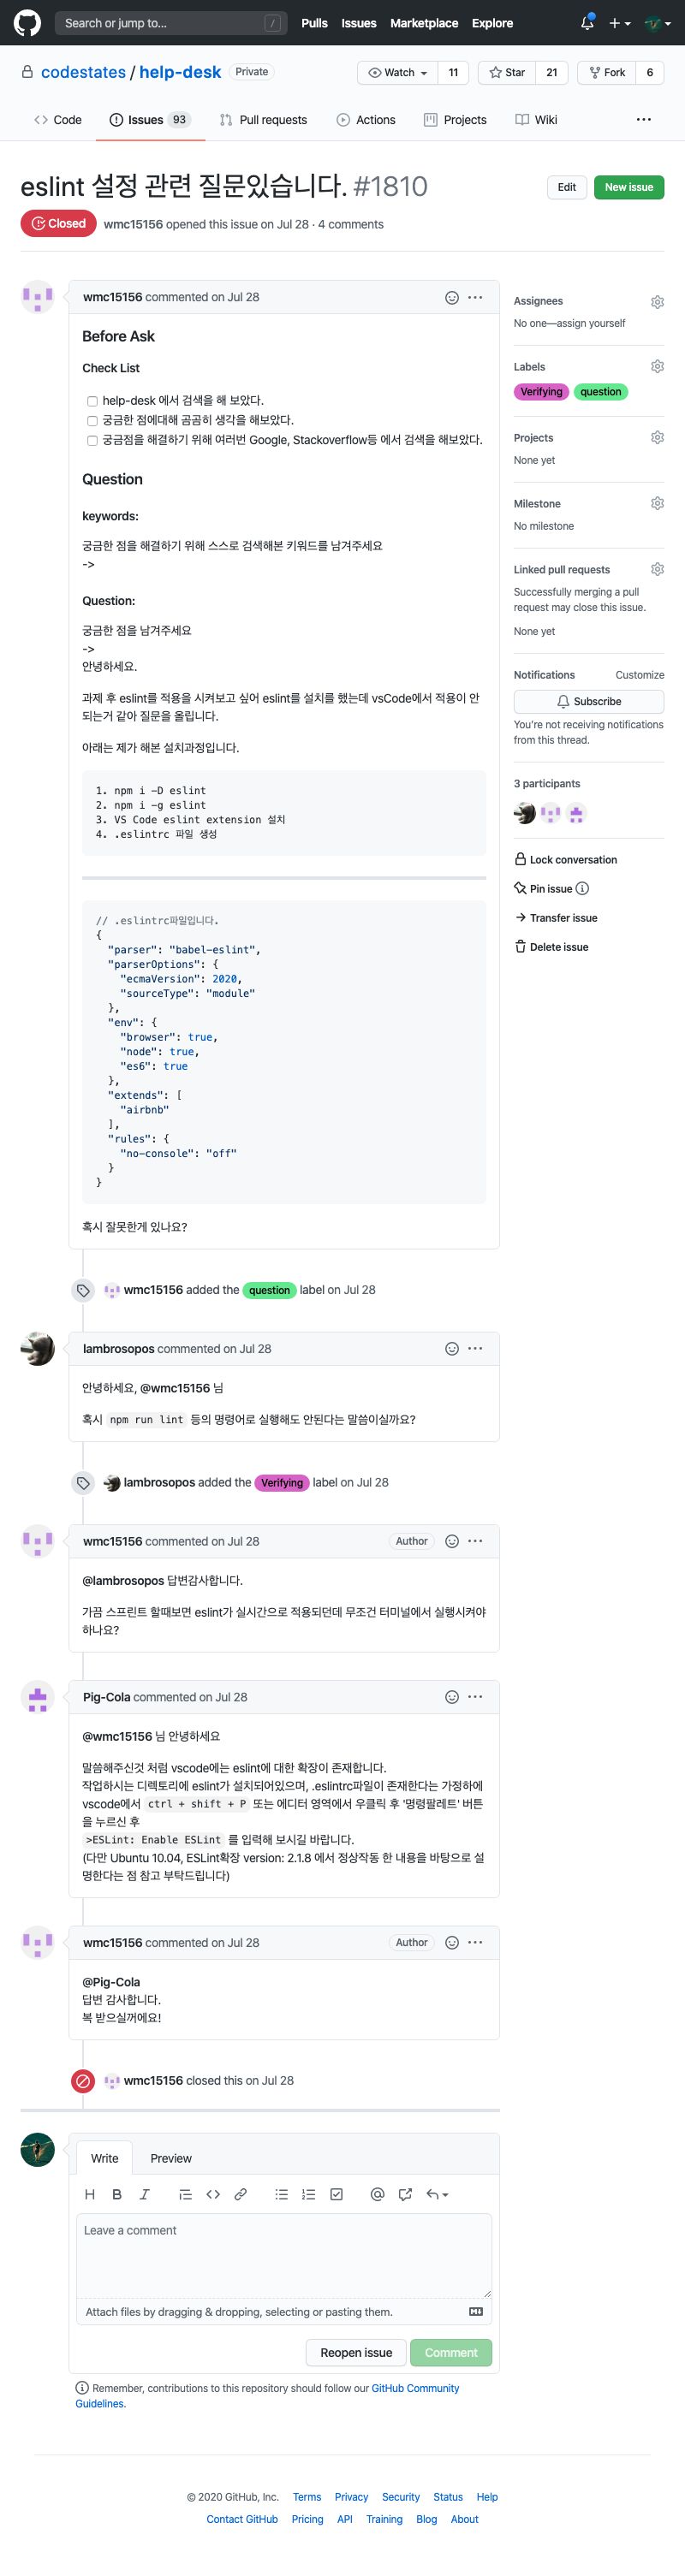 Search or jump to... /
Pulls Issues Marketplace Explore
codestates / help-desk Private
Watch 11 Star 21 Fork 6
Code Issues 93 Pull requests Actions Projects Wiki ...
eslint 설정 관련 질문있습니다. #1810
Edit New issue
Closed wmc15156 opened this issue on Jul 28 · 4 comments
wmc15156 commented on Jul 28
Before Ask
Check List
help-desk 에서 검색을 해 보았다.
궁금한 점에대해 곰곰히 생각을 해보았다.
궁금점을 해결하기 위해 여러번 Google, Stackoverflow등 에서 검색을 해보았다.
Question
keywords:
궁금한 점을 해결하기 위해 스스로 검색해본 키워드를 남겨주세요
->
Question:
궁금한 점을 남겨주세요
->
안녕하세요.
과제 후 eslint를 적용을 시켜보고 싶어 eslint를 설치를 했는데 vsCode에서 적용이 안
되는거 같아 질문을 올립니다.
아래는 제가 해본 설치과정입니다.
1. npm i -D eslint
2. npm i -g eslint
3. VS Code eslint extension 설치
4. .eslintrc 파일 생성
// .eslintrc파일입니다.
{
"parser": "babel-eslint",
"parserOptions": {
"ecmaVersion": 2020,
"sourceType": "module"
},
"env": {
"browser": true,
"node": true,
"es6": true
},
"extends": [
"airbnb"
],
"rules": {
"no-console": "off"
}
}
혹시 잘못한게 있나요?
wmc15156 added the question label on Jul 28
lambrosopos commented on Jul 28
안녕하세요, @wmc15156 님
혹시 npm run lint 등의 명령어로 실행해도 안된다는 말씀이실까요?
lambrosopos added the Verifying label on Jul 28
wmc15156 commented on Jul 28 Author
@lambrosopos 답변감사합니다.
가끔 스프린트 할때보면 eslint가 실시간으로 적용되던데 무조건 터미널에서 실행시켜야
하나요?
Pig-Cola commented on Jul 28
@wmc15156 님 안녕하세요
말씀해주신것 처럼 vscode에는 eslint에 대한 확장이 존재합니다.
작업하시는 디렉토리에 eslint가 설치되어있으며, .eslintrc파일이 존재한다는 가정하에
vscode에서 ctrl + shift + P 또는 에디터 영역에서 우클릭 후 '명령팔레트' 버튼
을 누르신 후
>ESLint: Enable ESLint 를 입력해 보시길 바랍니다.
(다만 Ubuntu 10.04, ESLint확장 version: 2.1.8 에서 정상작동 한 내용을 바탕으로 설
명한다는 점 참고 부탁드립니다)
wmc15156 commented on Jul 28 Author
@Pig-Cola
답변 감사합니다.
복 받으실꺼에요!
wmc15156 closed this on Jul 28
Write Preview
H B I
Leave a comment
Attach files by dragging & dropping, selecting or pasting them.
Reopen issue Comment
Remember, contributions to this repository should follow our GitHub Community
Guidelines.
Assignees
No one—assign yourself
Labels
Verifying question
Projects
None yet
Milestone
No milestone
Linked pull requests
Successfully merging a pull
request may close this issue.
None yet
Notifications Customize
Subscribe
You're not receiving notifications
from this thread.
3 participants
Lock conversation
Pin issue
Transfer issue
Delete issue
© 2020 GitHub, Inc. Terms Privacy Security Status Help
Contact GitHub Pricing API Training Blog About